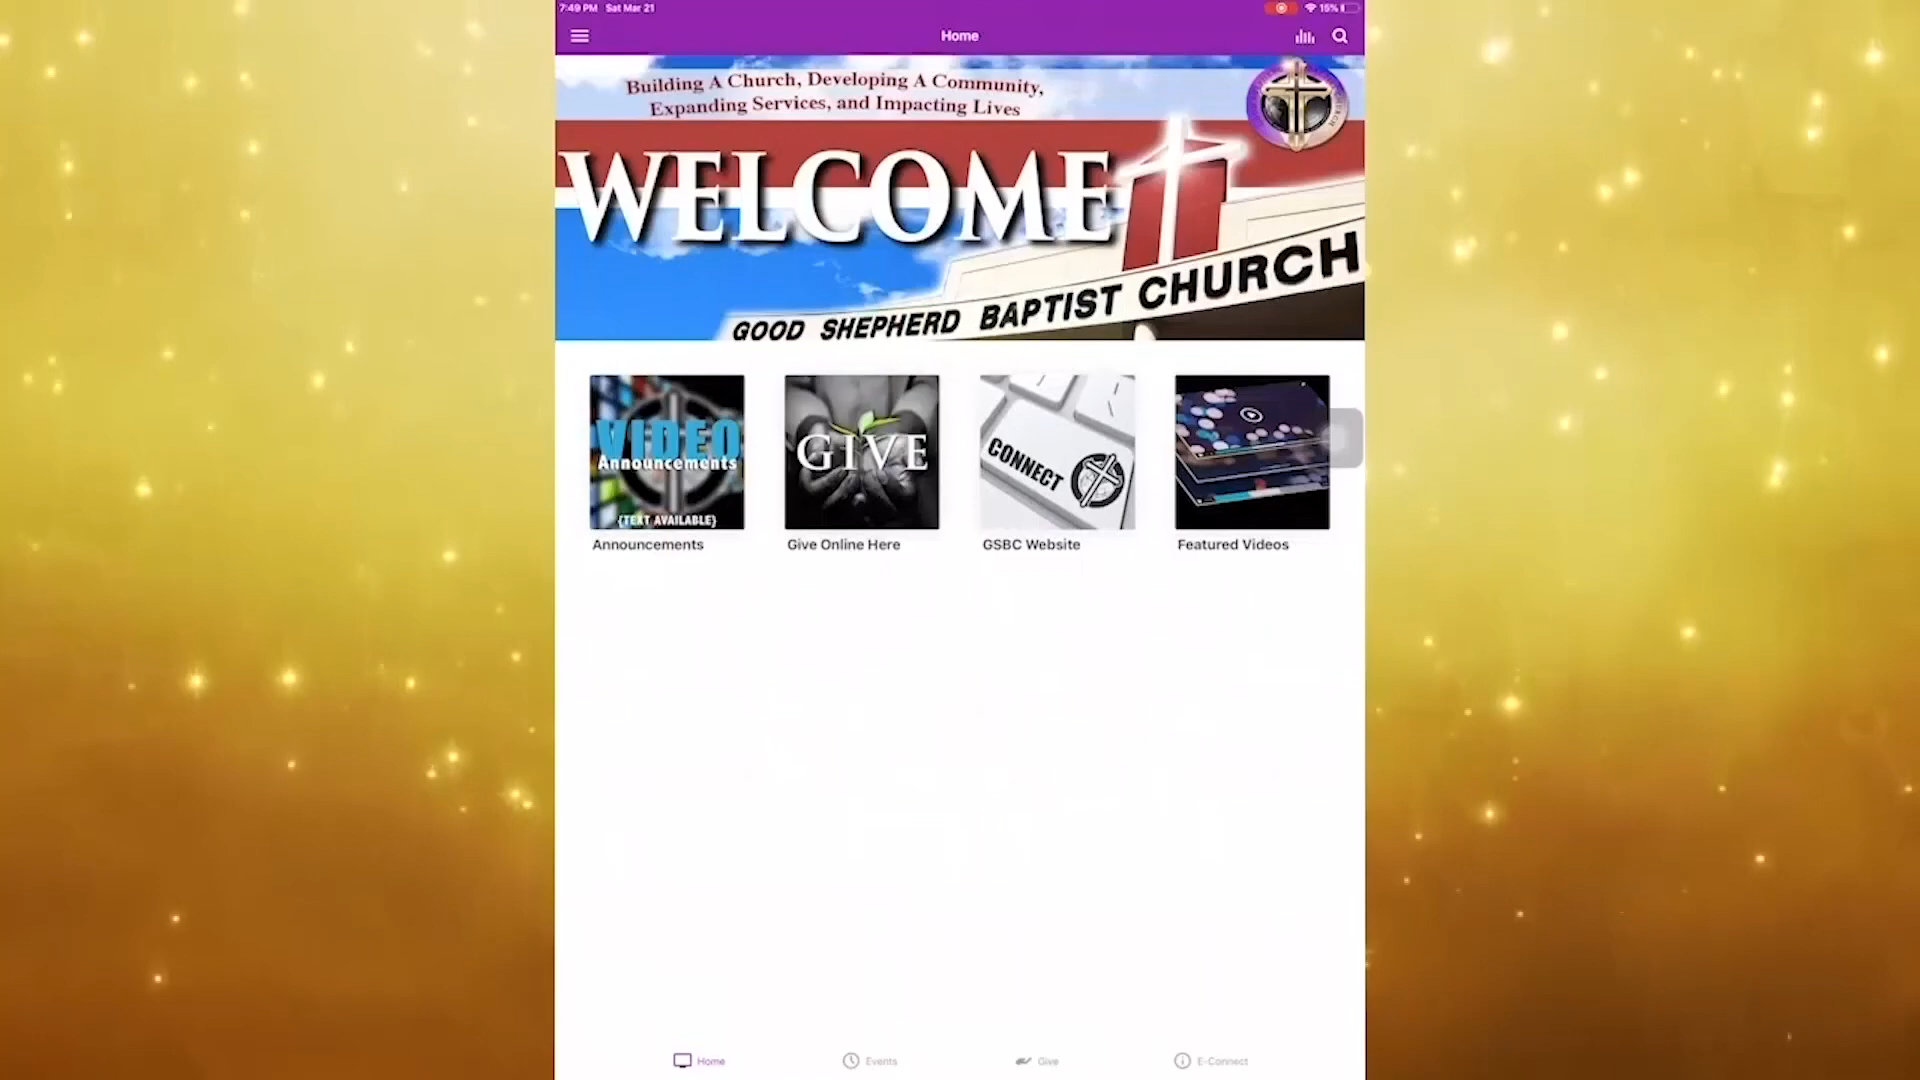 7:49 PM Sat Mar 21
15%
Home
Building A Church, Developing A Community,
Expanding Services, and Impacting Lives
WELCOME
GOOD SHEPHERD BAPTIST CHURCH
VIDEO
Announcements
{TEXT AVAILABLE}
GIVE
CONNECT
Announcements
Give Online Here
GSBC Website
Featured Videos
Home
Events
Give
E-Connect